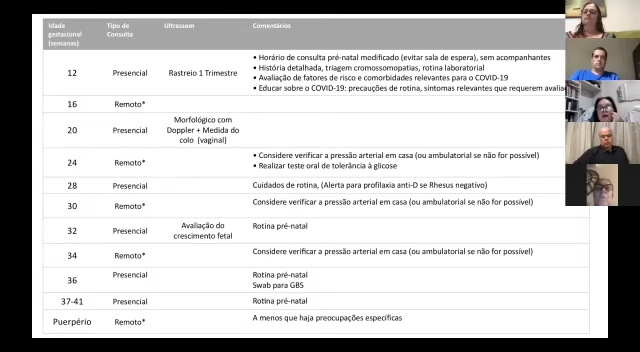 Idade gestacional (semanas) Tipo de Consulta Ultrassom Comentários
12 Presencial Rastreio 1 Trimestre
• Horário de consulta pré-natal modificado (evitar sala de espera), sem acompanhantes
• História detalhada, triagem cromossomopatias, rotina laboratorial
• Avaliação de fatores de risco e comorbidades relevantes para o COVID-19
• Educar sobre o COVID-19: precauções de rotina, sintomas relevantes que requerem
16 Remoto*
20 Presencial Morfológico com Doppler + Medida do colo (vaginal)
24 Remoto*
• Considere verificar a pressão arterial em casa (ou ambulatorial se não for possível)
• Realizar teste oral de tolerância à glicose
28 Presencial Cuidados de rotina, (Alerta para profilaxia anti-D se Rhesus negativo)
30 Remoto* Considere verificar a pressão arterial em casa (ou ambulatorial se não for possível)
32 Presencial Avaliação do crescimento fetal Rotina pré-natal
34 Remoto* Considere verificar a pressão arterial em casa (ou ambulatorial se não for possível)
36 Presencial Rotina pré-natal
Swab para GBS
37-41 Presencial Rotina pré-natal
Puerpério Remoto* A menos que haja preocupações específicas